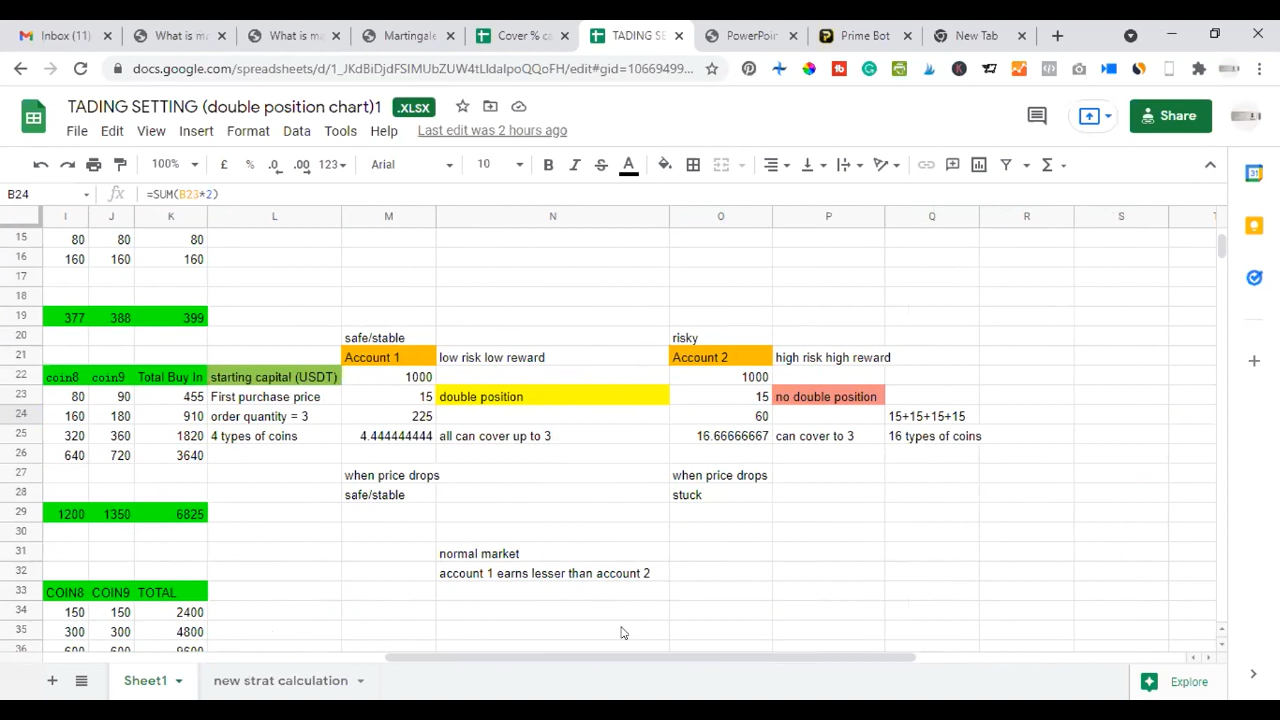 Inbox (11)
What is ma
What is ma
Martingale
Cover % ca
TADING SE
PowerPoin
Prime Bot
New Tab
docs.google.com/spreadsheets/d/1_JKdBiDjdFSIMUbZUW4tLIdaIpoQQoFH/edit#gid=10669499...
TADING SETTING (double position chart)1 .XLSX
File Edit View Insert Format Data Tools Help Last edit was 2 hours ago
Share
100% £ % .0 .00 123 Arial 10 B I S A
B24 fx =SUM(B23*2)
I J K L M N O P Q R S T
15 80 80 80
16 160 160 160
17
18
19 377 388 399
20 safe/stable risky
21 Account 1 low risk low reward Account 2 high risk high reward
22 coin8 coin9 Total Buy In starting capital (USDT) 1000 1000
23 80 90 455 First purchase price 15 double position 15 no double position
24 160 180 910 order quantity = 3 225 60 15+15+15+15
25 320 360 1820 4 types of coins 4.444444444 all can cover up to 3 16.66666667 can cover to 3 16 types of coins
26 640 720 3640
27 when price drops when price drops
28 safe/stable stuck
29 1200 1350 6825
30
31 normal market
32 account 1 earns lesser than account 2
33 COIN8 COIN9 TOTAL
34 150 150 2400
35 300 300 4800
36 600 600 9600
Sheet1 new strat calculation Explore